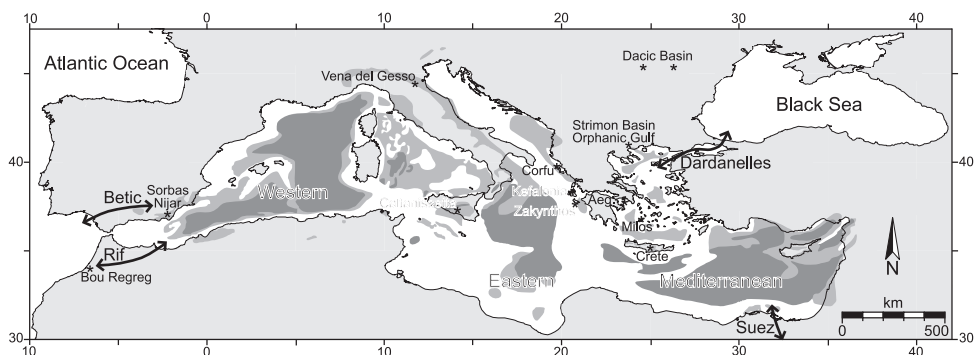 10 0 10 20 30 40
Atlantic Ocean
Dacic Basin
Vena del Gesso
Black Sea
Strimon Basin
Orphanic Gulf
40
Dardanelles
40
Corfu
Sorbas
Nijar
Betic
Western
Zakynthos
Milos
Rif
Crete
Bou Regreg
Eastern
Mediterranean
N
km
0 500
Suez
30
30
10 0 10 20 30 40